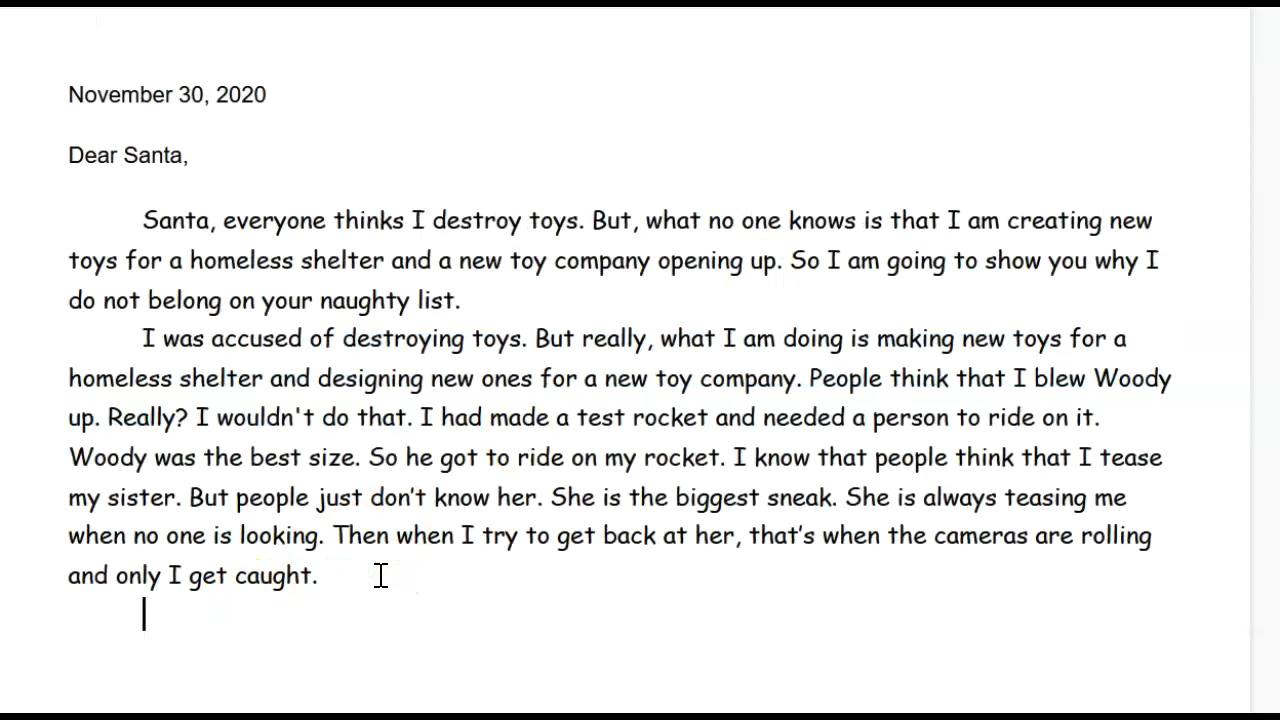 November 30, 2020
Dear Santa,
Santa, everyone thinks I destroy toys. But, what no one knows is that I am creating new
toys for a homeless shelter and a new toy company opening up. So I am going to show you why I
do not belong on your naughty list.
I was accused of destroying toys. But really, what I am doing is making new toys for a
homeless shelter and designing new ones for a new toy company. People think that I blew Woody
up. Really? I wouldn't do that. I had made a test rocket and needed a person to ride on it.
Woody was the best size. So he got to ride on my rocket. I know that people think that I tease
my sister. But people just don’t know her. She is the biggest sneak. She is always teasing me
when no one is looking. Then when I try to get back at her, that’s when the cameras are rolling
and only I get caught.